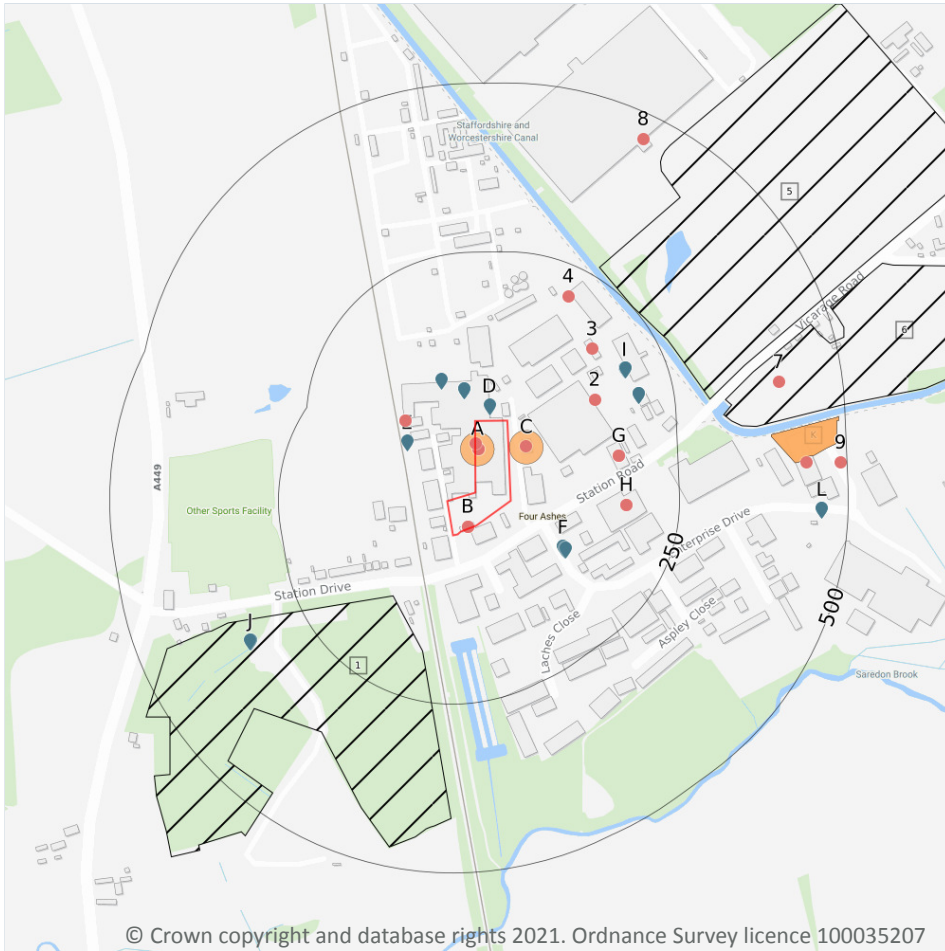 8
Staffordshire and
Worcestershire Canal
5
4
Vicarage Road
3
6
I
7
2
D
A
C
G
9
A449
Station Road
H
L
Other Sports Facility
B
Four Ashes
F
Enterprise Drive
250
Station Drive
500
J
Laches Close
Aspley Close
1
Saredon Brook
© Crown copyright and database rights 2021. Ordnance Survey licence 100035207